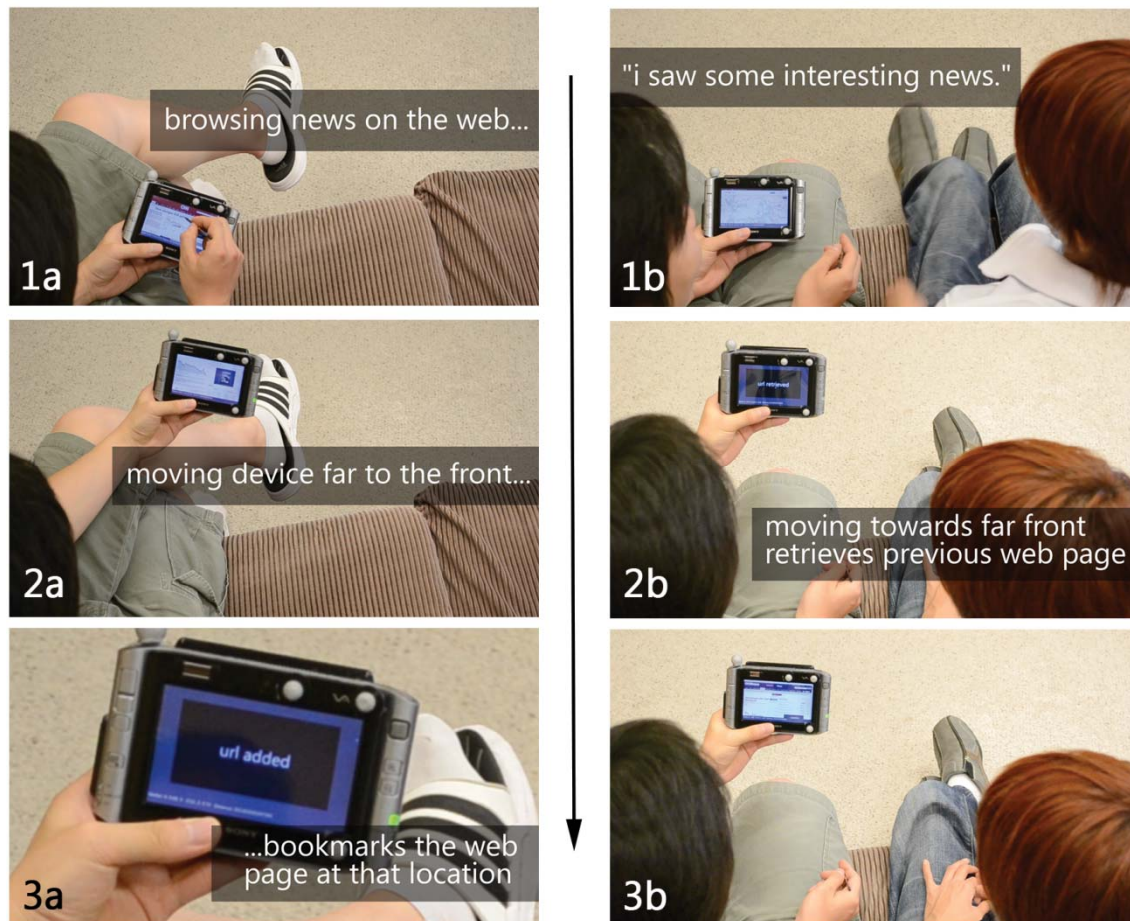 browsing news on the web...
1a
"i saw some interesting news."
1b
moving device far to the front...
2a
url retrieved
moving towards far front
retrieves previous web page
2b
url added
SONY
...bookmarks the web
page at that location
3a
3b